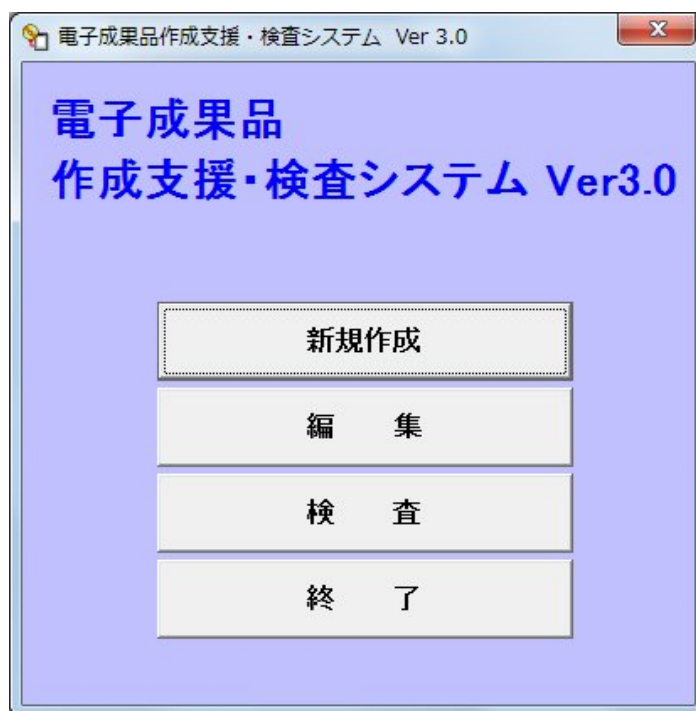 電子成果品作成支援・検査システム Ver 3.0
電子成果品
作成支援・検査システム Ver3.0
新規作成
編　　集
検　　査
終　　了